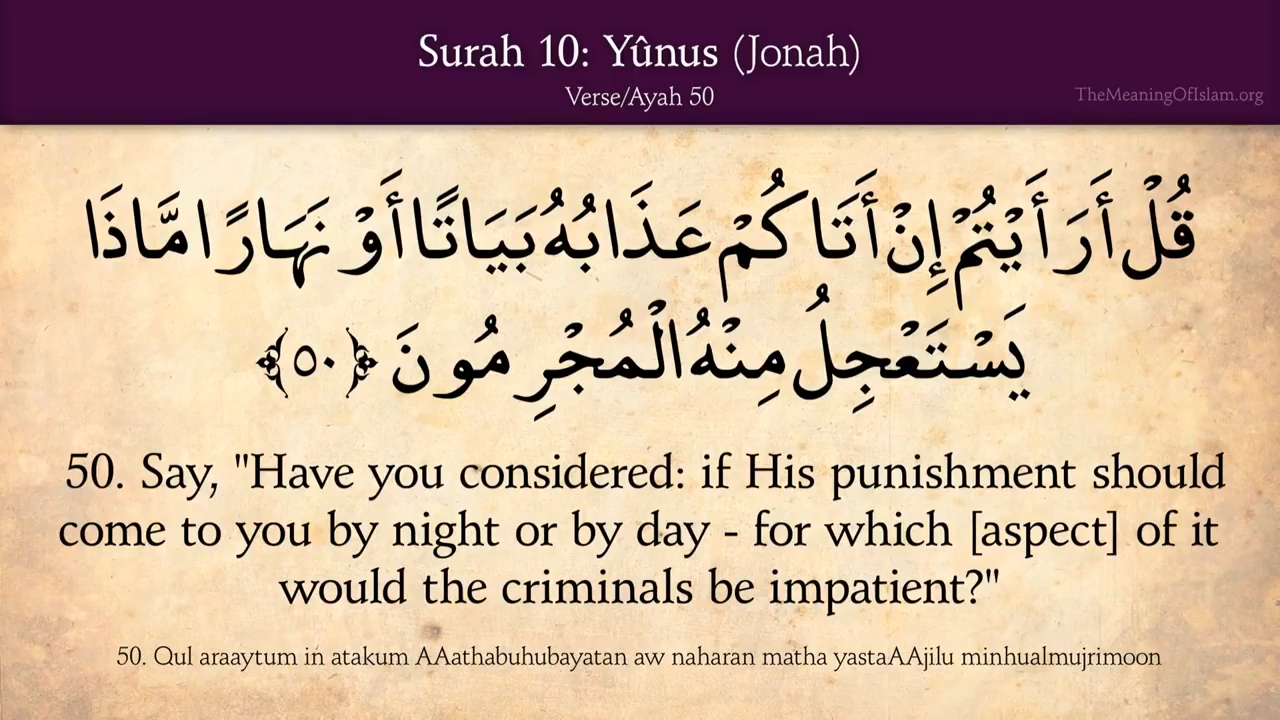 Surah 10: Yûnus (Jonah)
Verse/Ayah 50
TheMeaningOfIslam.org
قُلْ أَرَأَيْتُمْ إِنْ أَتَاكُمْ عَذَابُهُ بَيَاتًا أَوْ نَهَارًا مَّاذَا
يَسْتَعْجِلُ مِنْهُ الْمُجْرِمُونَ ﴿٥٠﴾
50. Say, "Have you considered: if His punishment should
come to you by night or by day - for which [aspect] of it
would the criminals be impatient?"
50. Qul araaytum in atakum AAathabuhubayatan aw naharan matha yastaAAjilu minhualmujrimoon